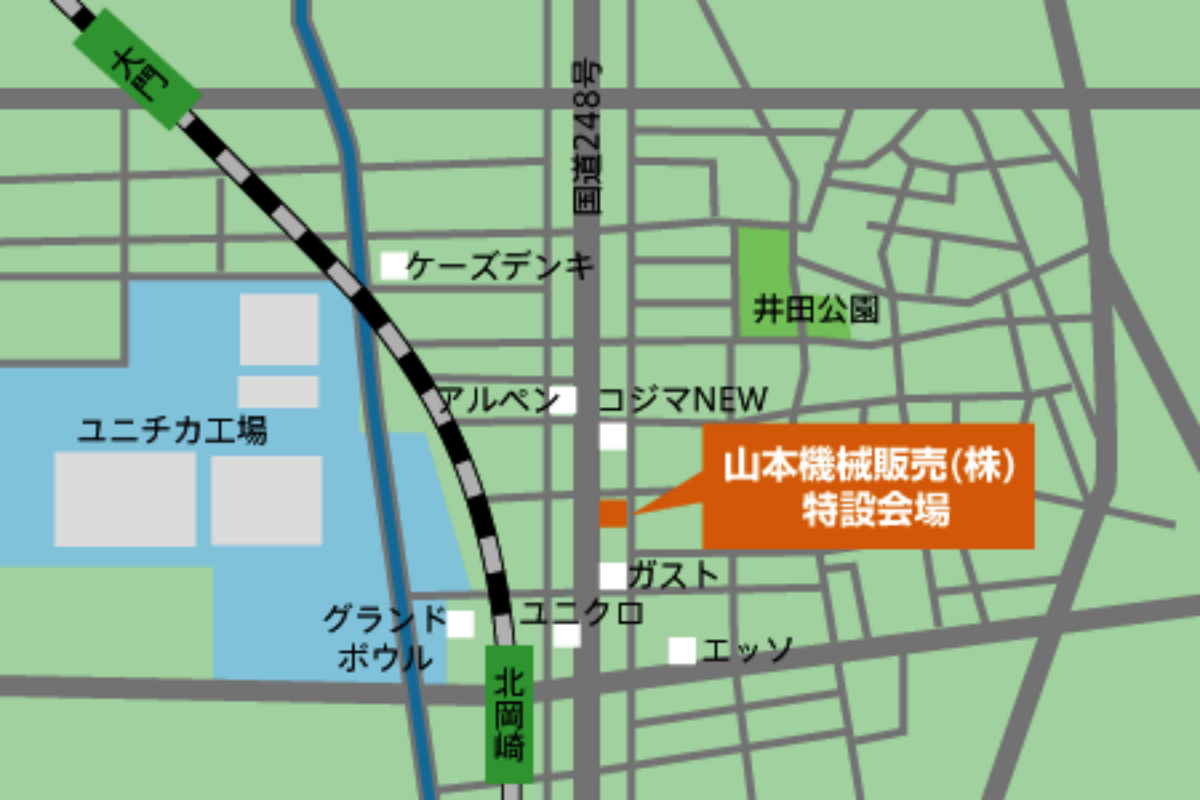 大門
国道248号
ケーズデンキ
井田公園
アルペン
コジマNEW
ユニチカ工場
山本機械販売(株)
特設会場
ガスト
グランド
ボウル
ユニクロ
エッソ
北岡崎